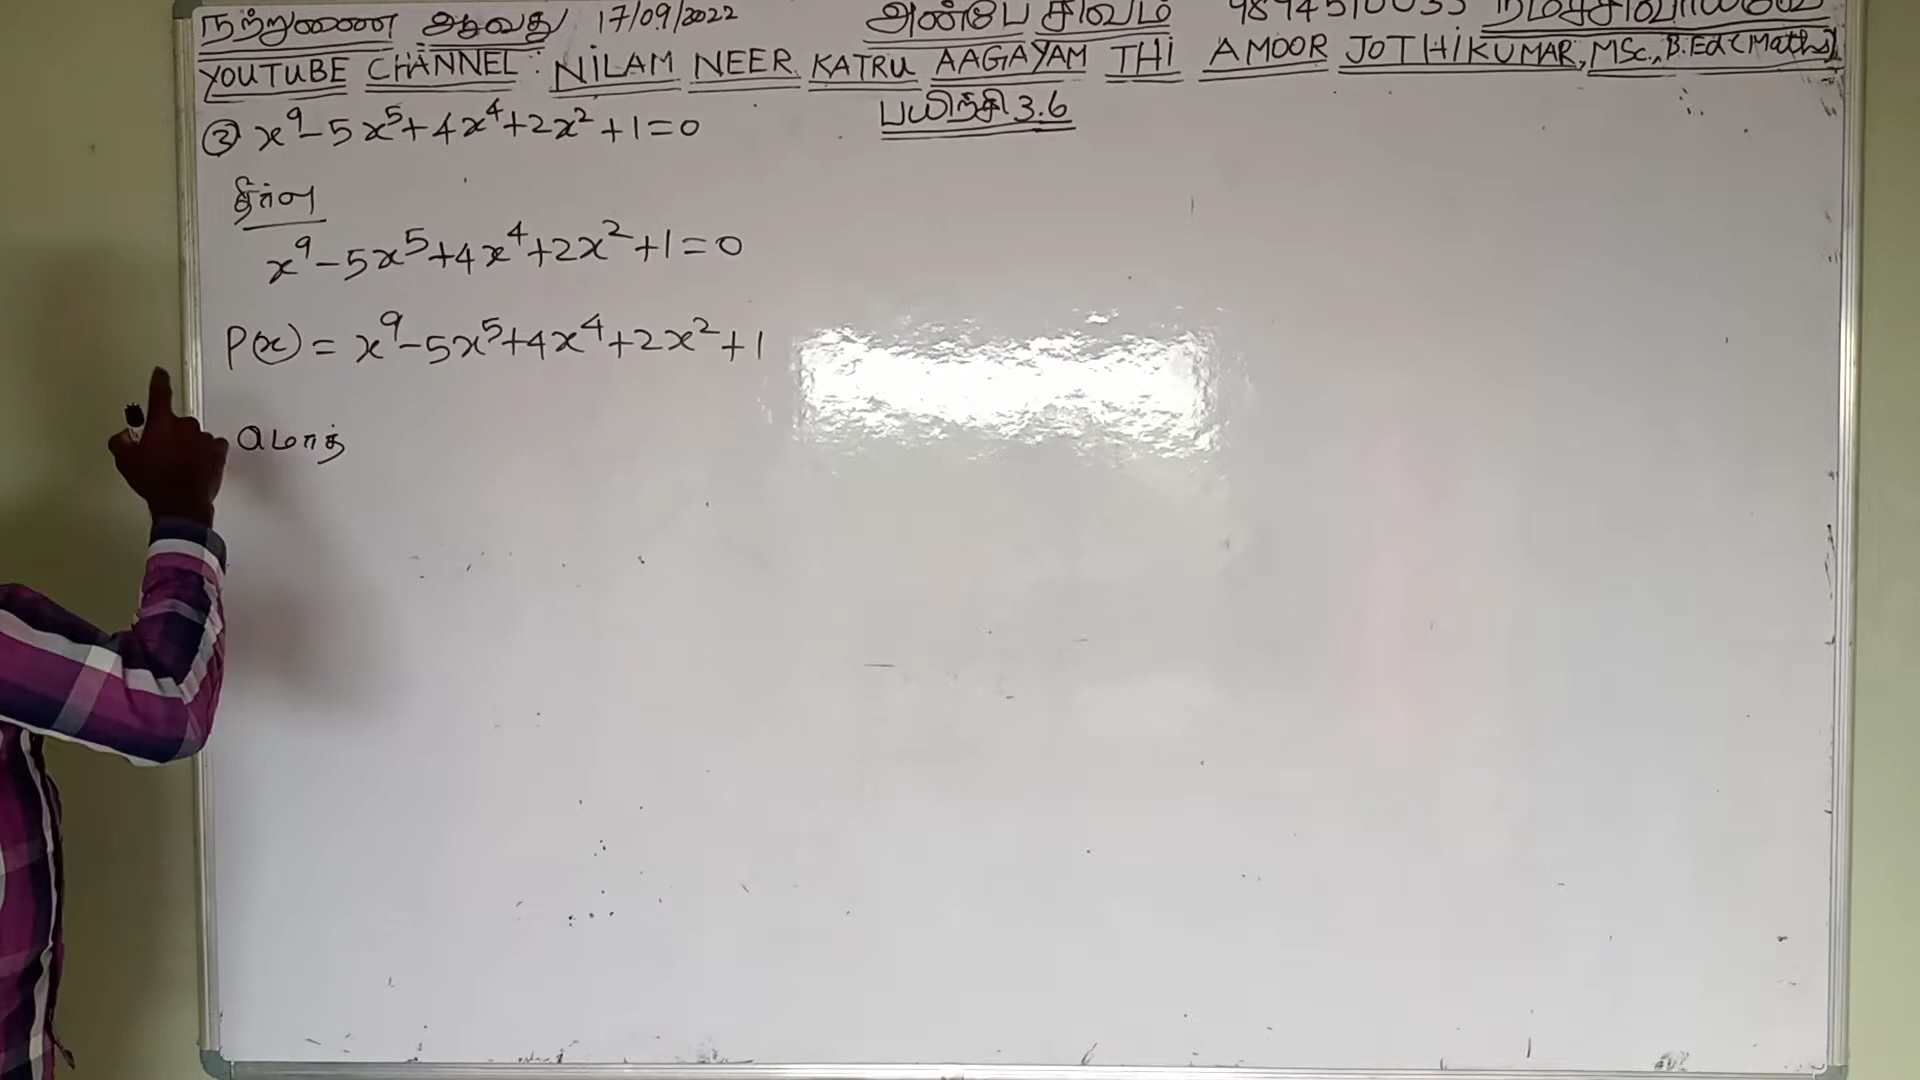 நற்றுணை ஆவது 17/09/2022 அன்பே சிவம்
YOUTUBE CHANNEL: NILAM NEER KATRU AAGAYAM THI AMOOR JOTHIKUMAR, MSc., B.Ed (Maths)
பயிற்சி 3.6
③ x⁹-5x⁵+4x⁴+2x²+1=0
தீர்வு
x⁹-5x⁵+4x⁴+2x²+1=0
P(x) = x⁹-5x⁵+4x⁴+2x²+1
மொத்